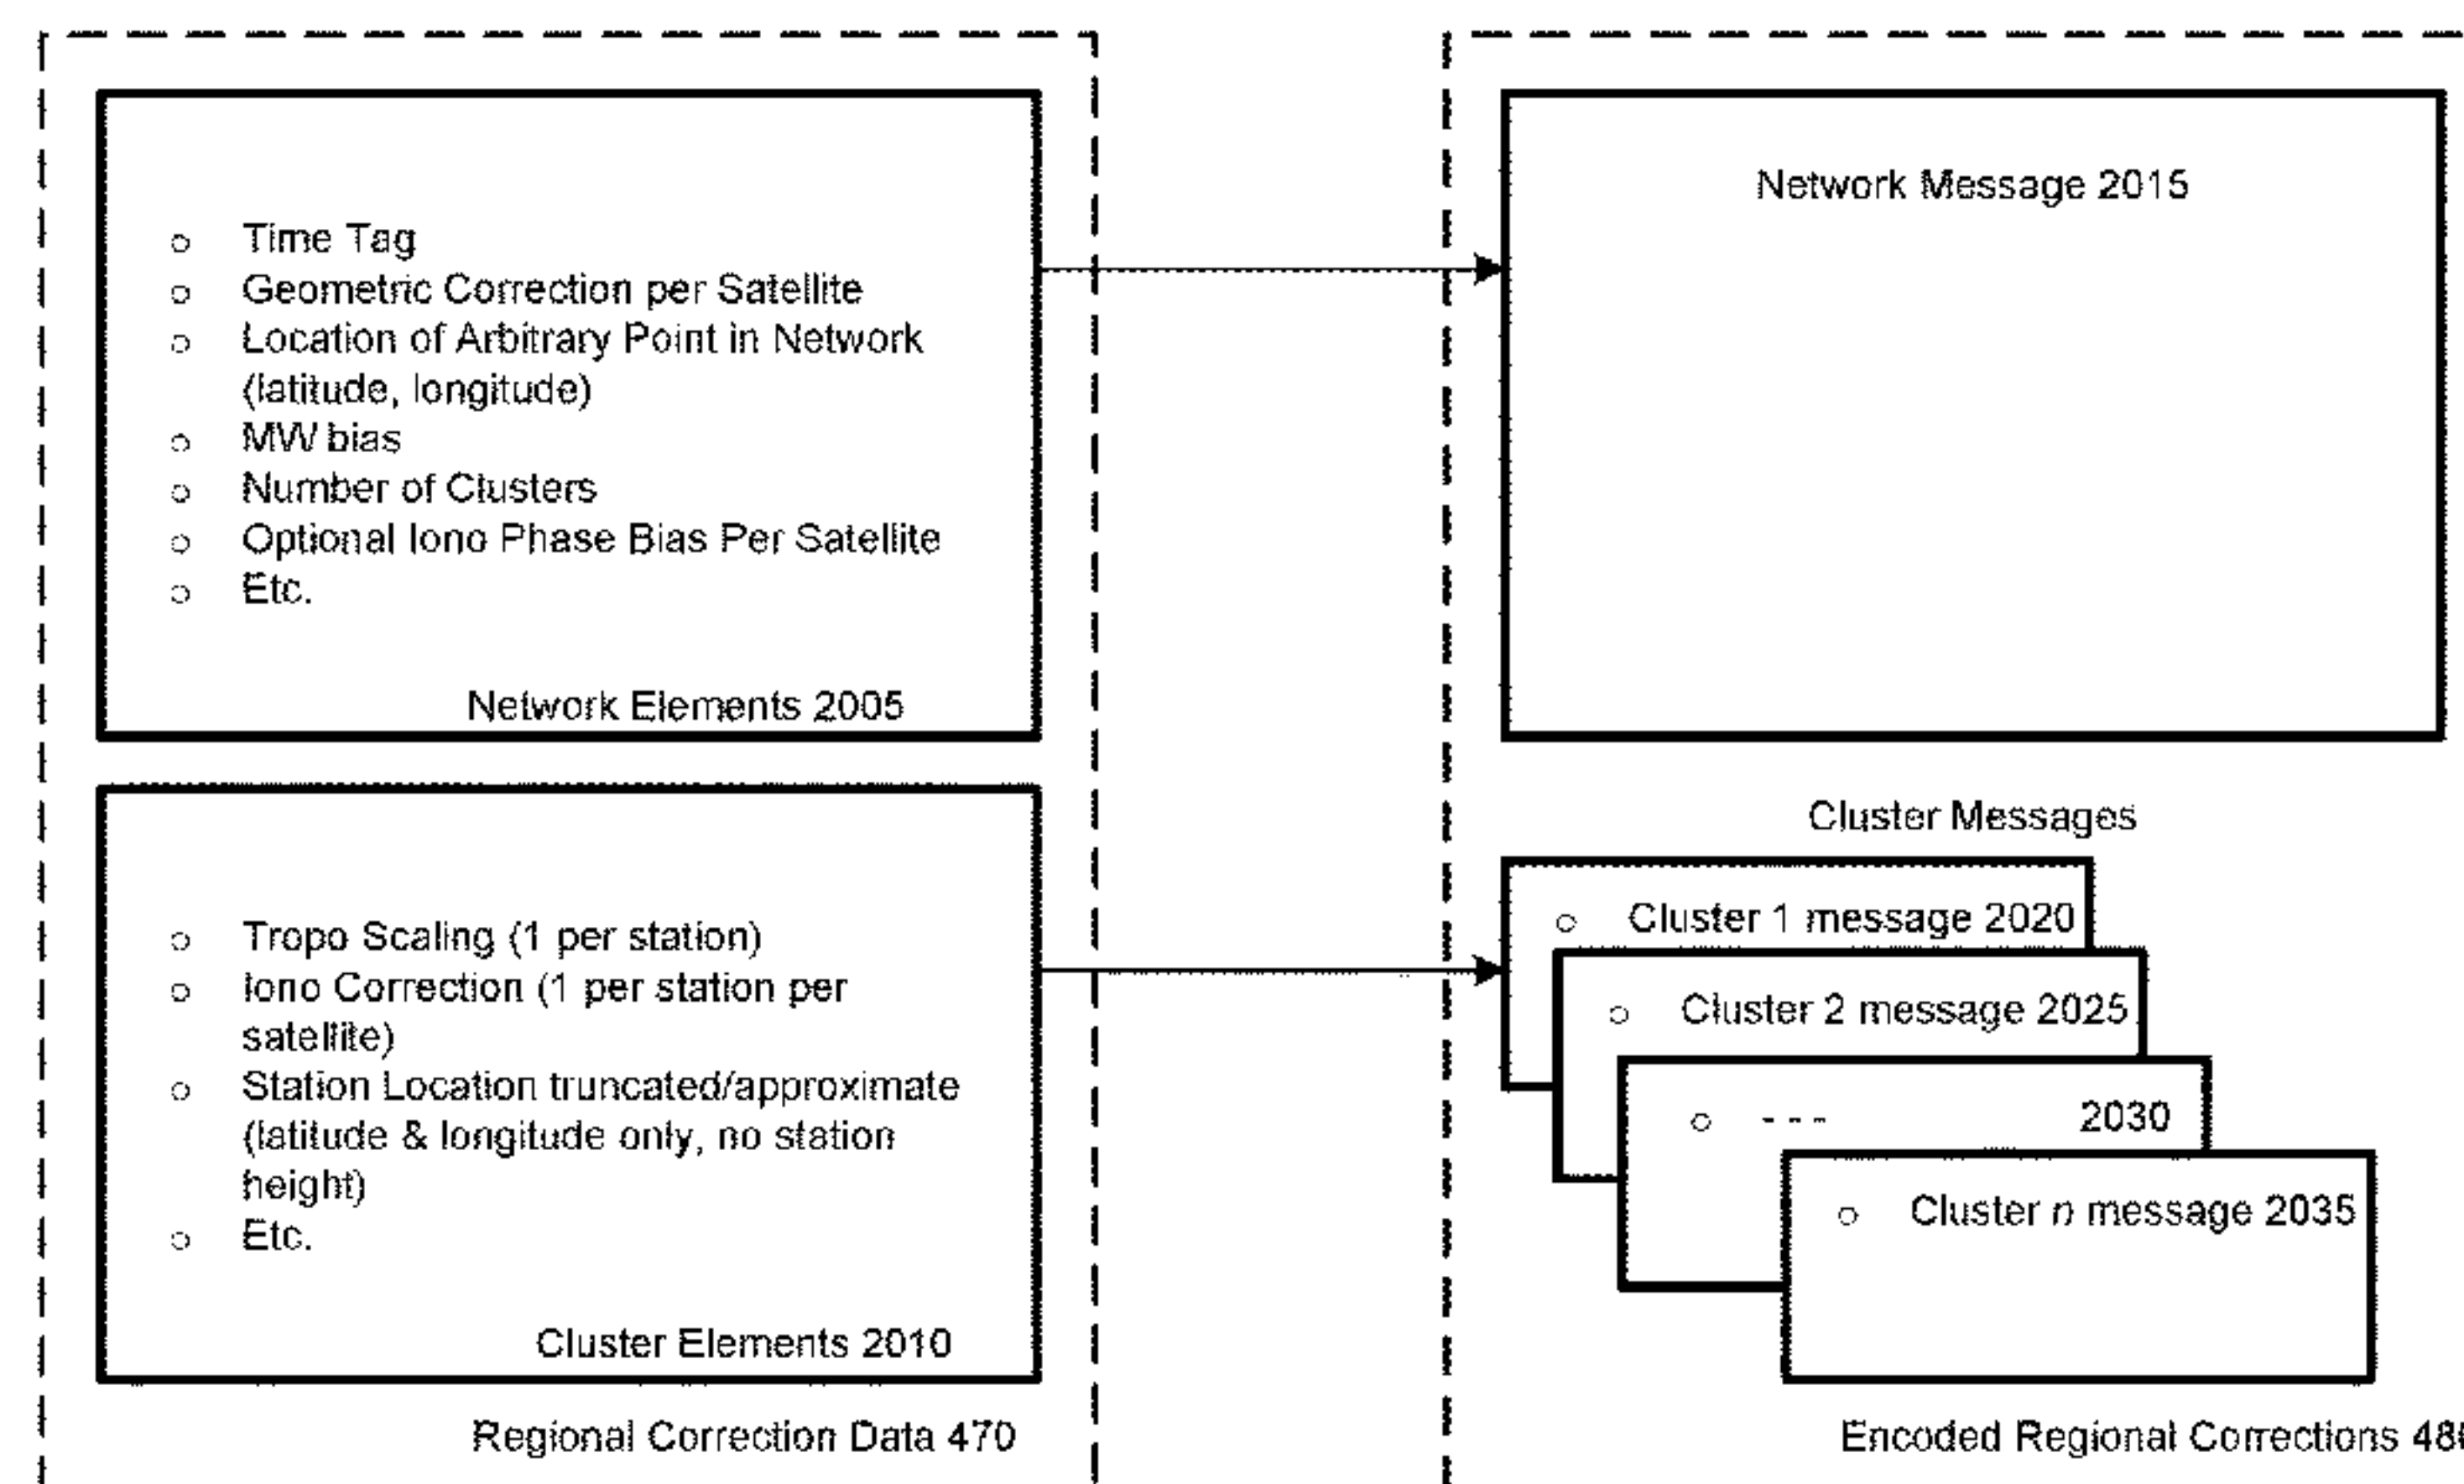 Time Tag
Geometric Correction per Satellite
Location of Arbitrary Point in Network
(latitude, longitude)
MW bias
Number of Clusters
Optional Iono Phase Bias Per Satellite
Etc.
Network Elements 2005
Network Message 2015
Tropo Scaling (1 per station)
Iono Correction (1 per station per
satellite)
Station Location truncated/approximate
(latitude & longitude only, no station
height)
Etc.
Cluster Elements 2010
Regional Correction Data 470
Cluster Messages
Cluster 1 message 2020
Cluster 2 message 2025
- - - 2030
Cluster n message 2035
Encoded Regional Corrections